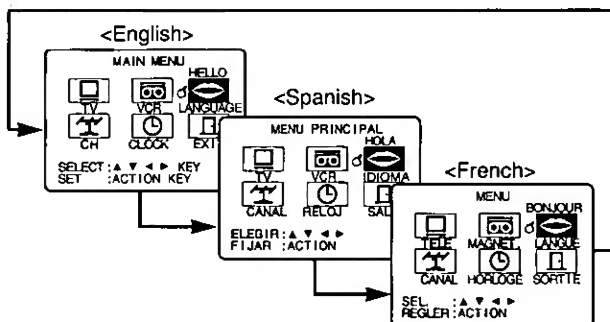 <English>
MAIN MENU
HELLO
TV VCR LANGUAGE
CH CLOCK EXIT
SELECT :▲ ▼ ◄ ► KEY
SET :ACTION KEY
<Spanish>
MENU PRINCIPAL
HOLA
TV VCR IDIOMA
CANAL RELOJ SAL
ELEGIR:▲ ▼ ◄ ►
FIJAR :ACTION
<French>
MENU
BONJOUR
TELE MAGNET LANGUE
CANAL HORLOGE SORTIE
SEL. :▲ ▼ ◄ ►
REGLER:ACTION